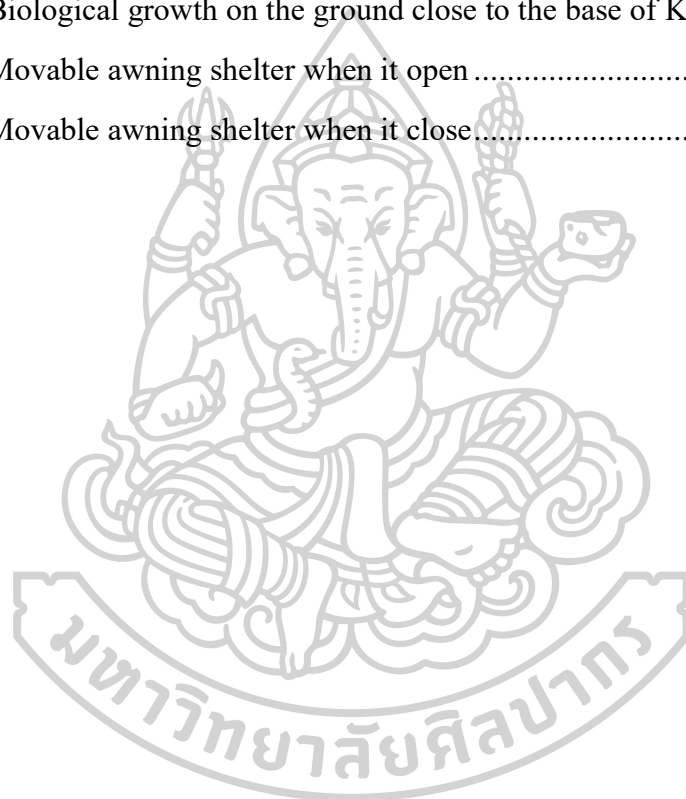 Biological growth on the ground close to the base of K
Movable awning shelter when it open ............................
Movable awning shelter when it close............................
มหาวิทยาลัยศิลปากร